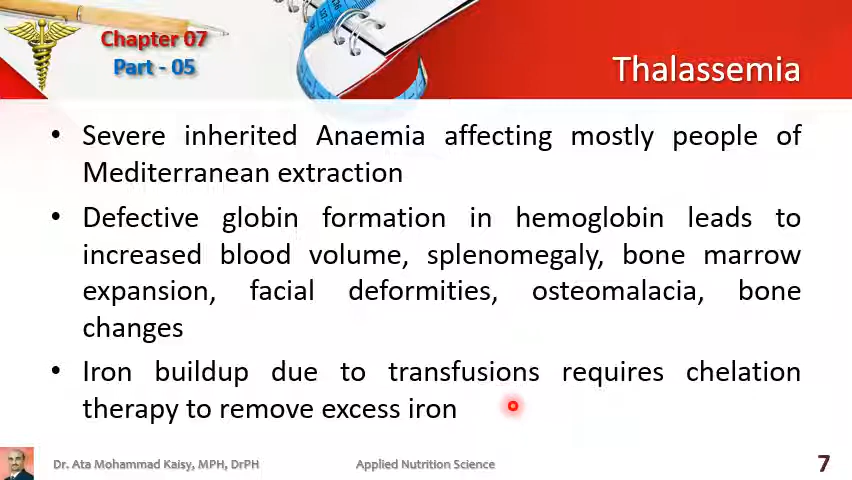 Chapter 07
Part - 05
Thalassemia
• Severe inherited Anaemia affecting mostly people of
Mediterranean extraction
• Defective globin formation in hemoglobin leads to
increased blood volume, splenomegaly, bone marrow
expansion, facial deformities, osteomalacia, bone
changes
• Iron buildup due to transfusions requires chelation
therapy to remove excess iron
Dr. Ata Mohammad Kaisy, MPH, DrPH
Applied Nutrition Science
7